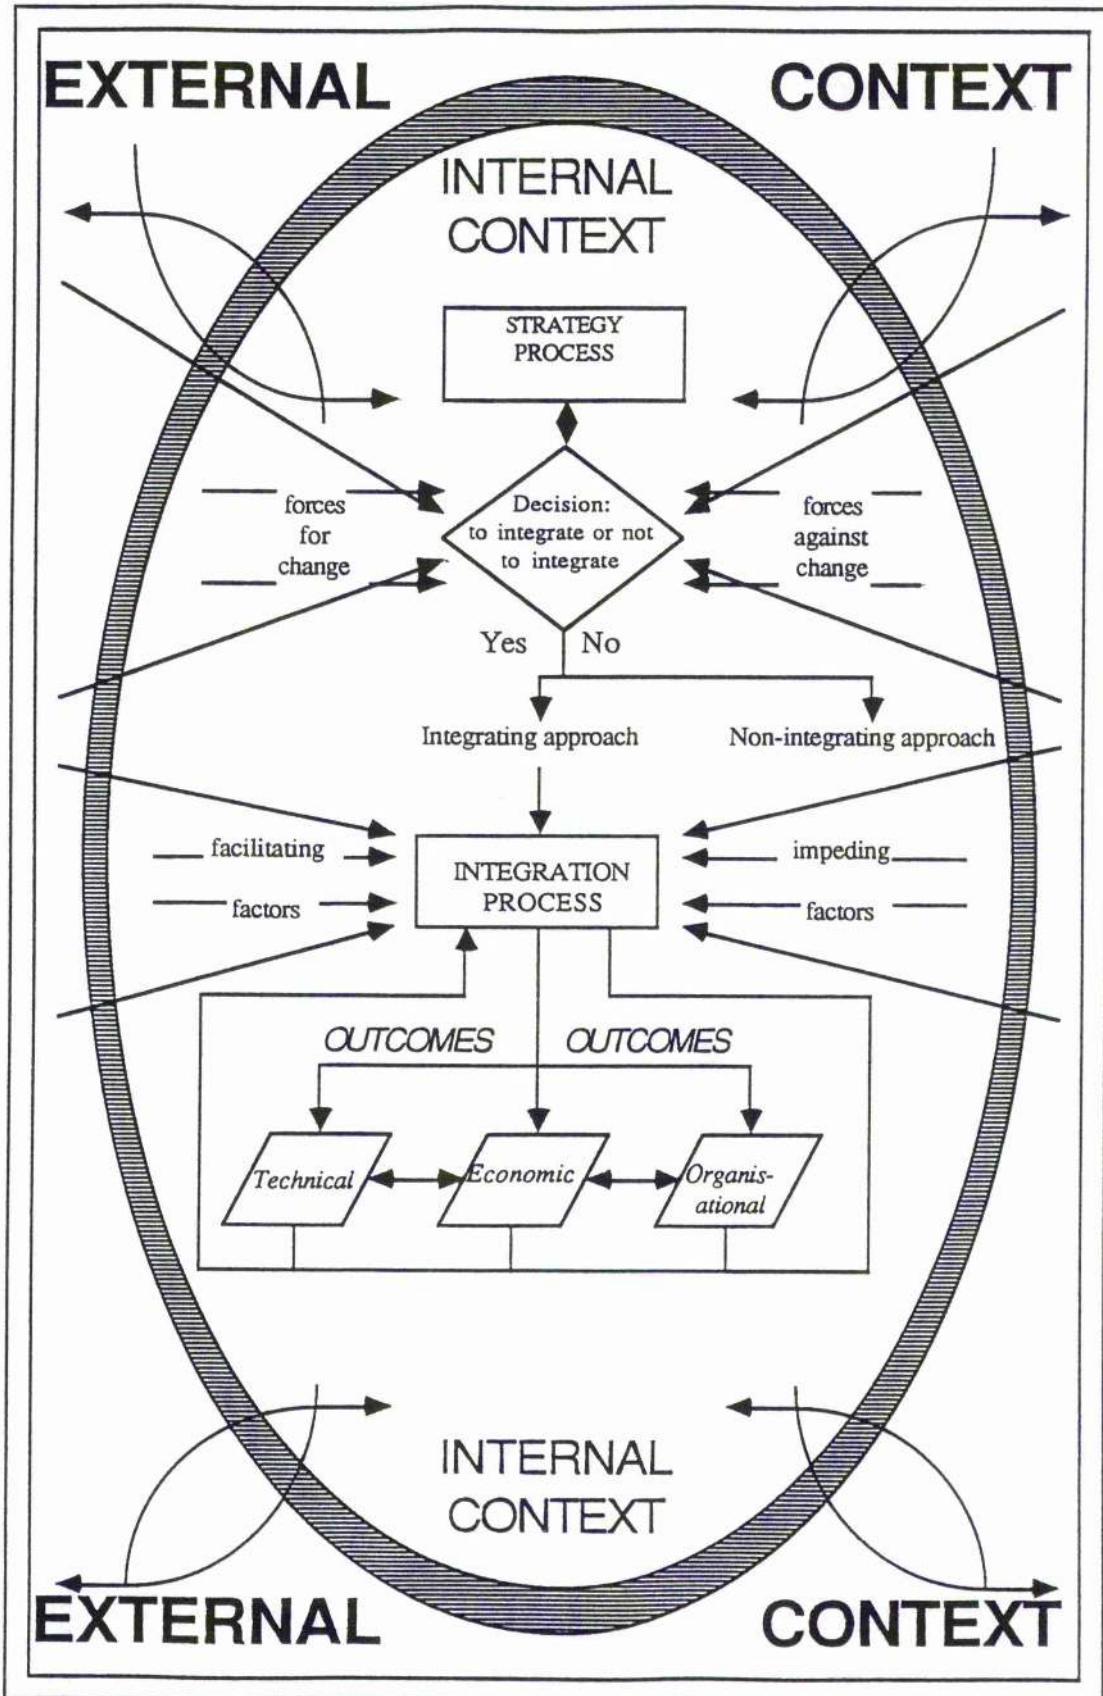 EXTERNAL CONTEXT
INTERNAL
CONTEXT
STRATEGY
PROCESS
forces
for
change
Decision:
to integrate or not
to integrate
forces
against
change
Yes No
Integrating approach
Non-integrating approach
facilitating
factors
INTEGRATION
PROCESS
impeding
factors
OUTCOMES OUTCOMES
Technical
Economic
Organis-
ational
INTERNAL
CONTEXT
EXTERNAL CONTEXT